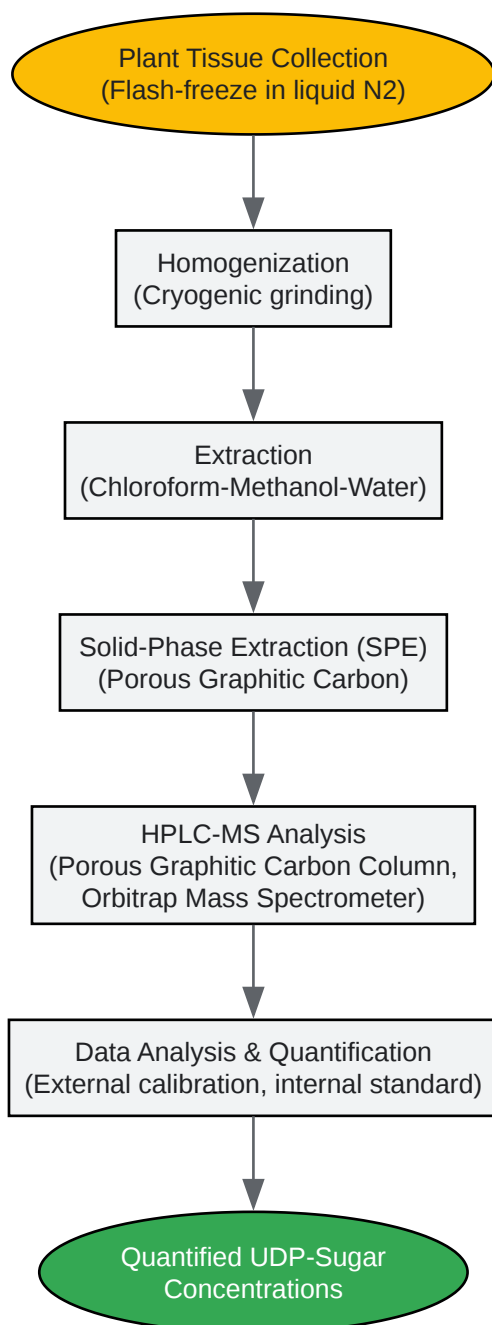 Plant Tissue Collection
(Flash-freeze in liquid N2)
Homogenization
(Cryogenic grinding)
Extraction
(Chloroform-Methanol-Water)
Solid-Phase Extraction (SPE)
(Porous Graphitic Carbon)
HPLC-MS Analysis
(Porous Graphitic Carbon Column,
Orbitrap Mass Spectrometer)
Data Analysis & Quantification
(External calibration, internal standard)
Quantified UDP-Sugar
Concentrations